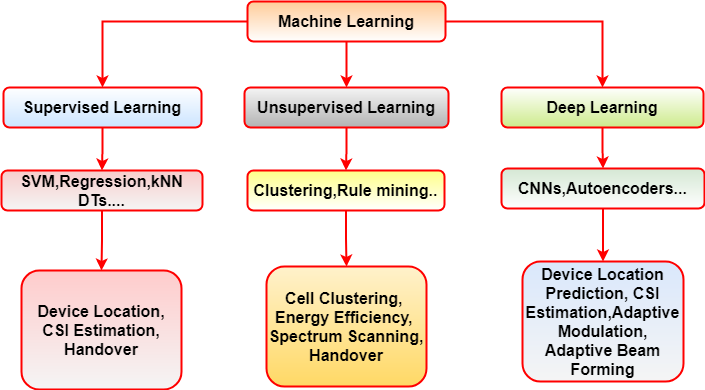 Machine Learning
Supervised Learning
Unsupervised Learning
Deep Learning
SVM,Regression,kNN
DTs....
Clustering,Rule mining..
CNNs,Autoencoders...
Device Location,
CSI Estimation,
Handover
Cell Clustering,
Energy Efficiency,
Spectrum Scanning,
Handover
Device Location
Prediction, CSI
Estimation,Adaptive
Modulation,
Adaptive Beam
Forming